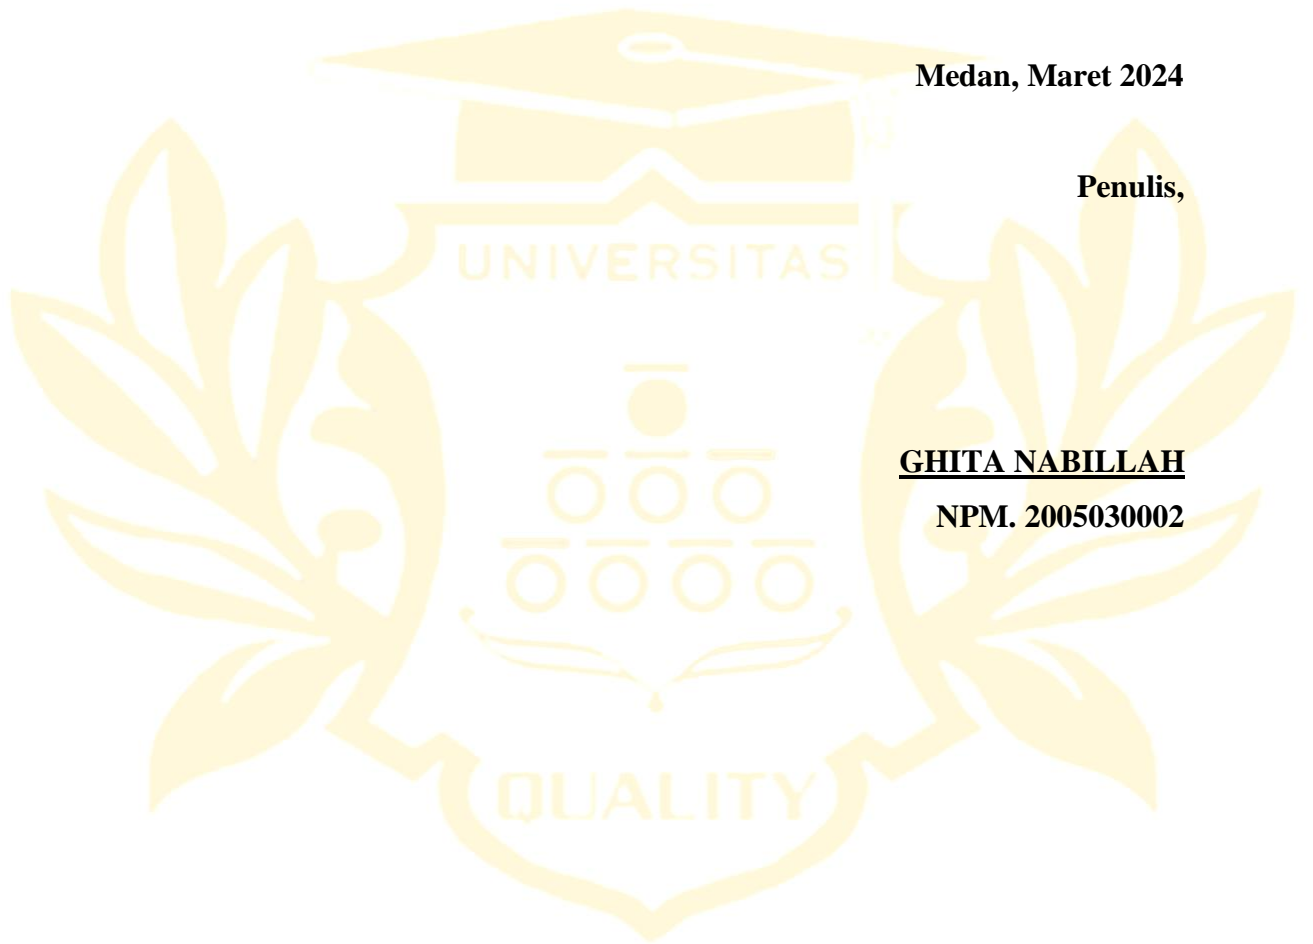 Medan, Maret 2024
Penulis,
UNIVERSITAS
GHITA NABILLAH
NPM. 2005030002
QUALITY